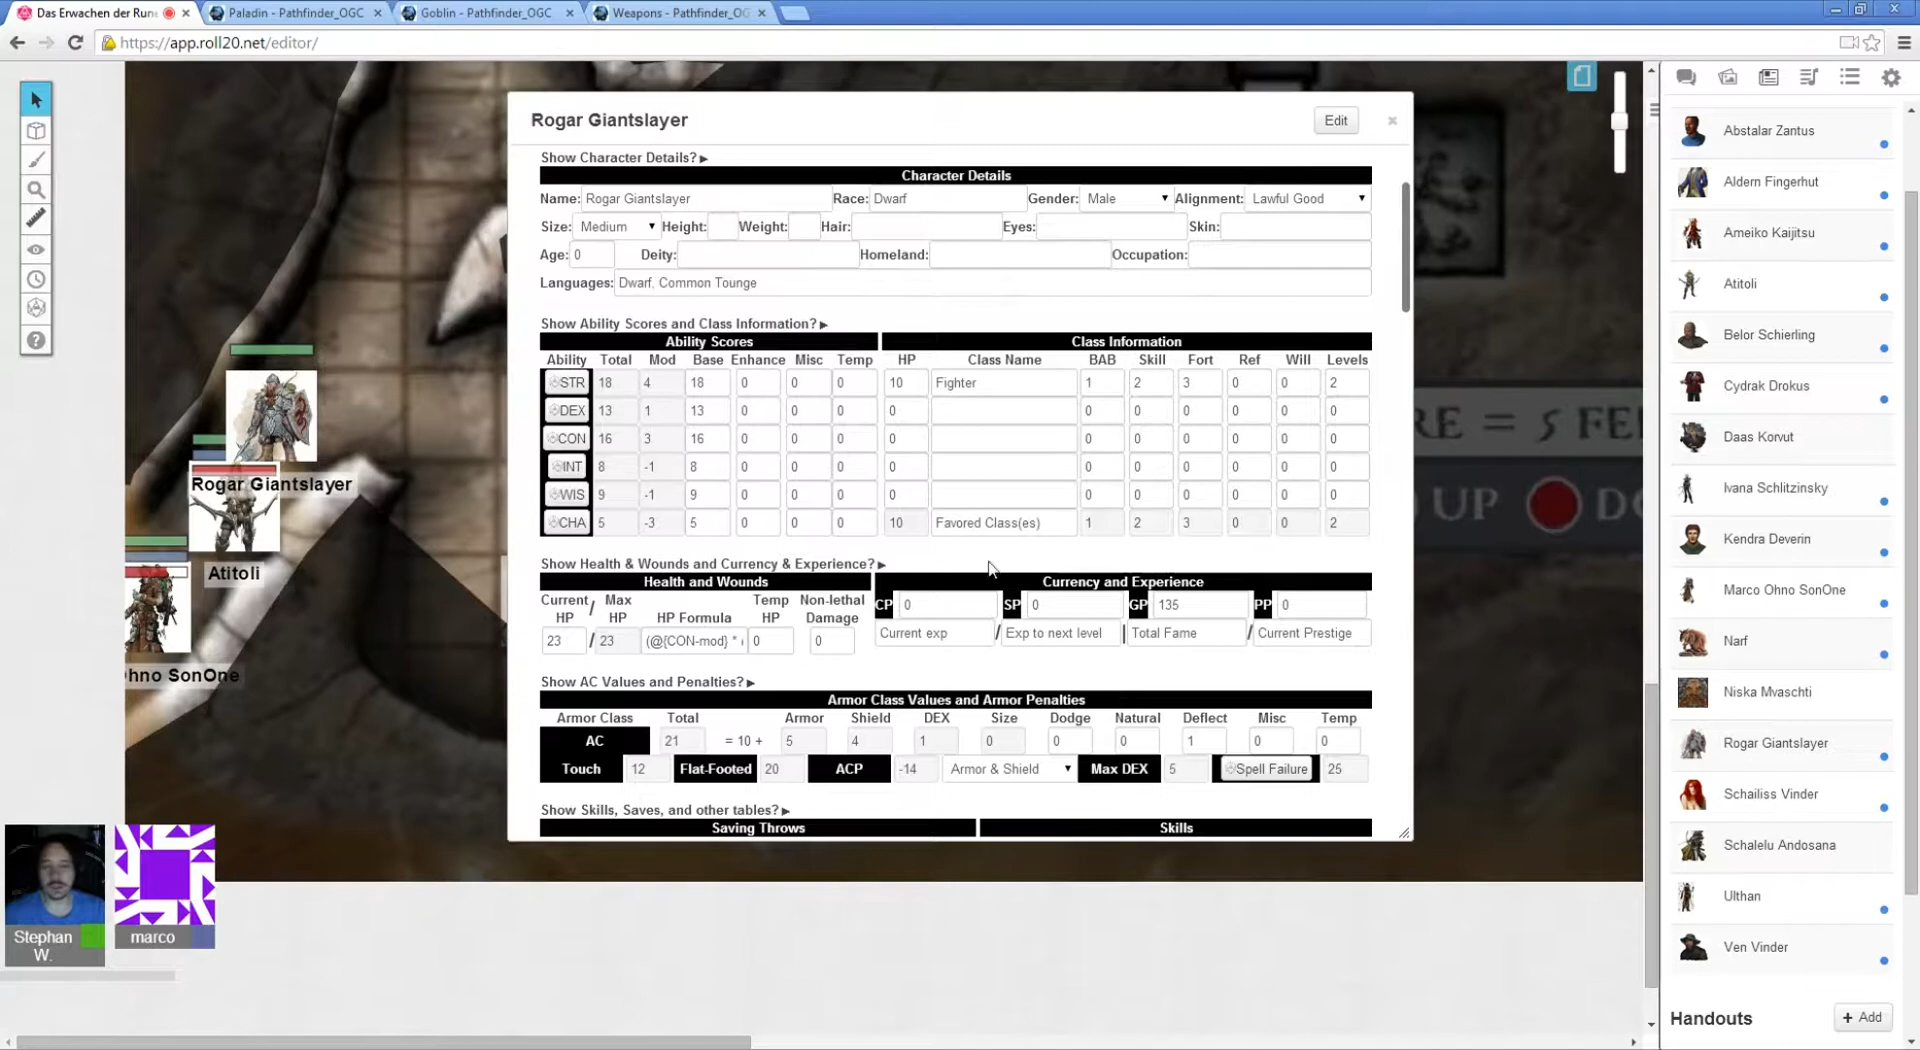 Das Erwachen der Rune
Paladin - Pathfinder_OGC
Goblin - Pathfinder_OGC
Weapons - Pathfinder_OG
https://app.roll20.net/editor/
Rogar Giantslayer
Edit
Show Character Details?
Character Details
Name: Rogar Giantslayer Race: Dwarf Gender: Male Alignment: Lawful Good
Size: Medium Height: Weight: Hair: Eyes: Skin:
Age: 0 Deity: Homeland: Occupation:
Languages: Dwarf, Common Tounge
Show Ability Scores and Class Information?
Ability Scores Class Information
Ability Total Mod Base Enhance Misc Temp HP Class Name BAB Skill Fort Ref Will Levels
STR 18 4 18 0 0 0 10 Fighter 1 2 3 0 0 2
DEX 13 1 13 0 0 0 0 0 0 0 0 0 0
CON 16 3 16 0 0 0 0 0 0 0 0 0 0
INT 8 -1 8 0 0 0 0 0 0 0 0 0 0
WIS 9 -1 9 0 0 0 0 0 0 0 0 0 0
CHA 5 -3 5 0 0 0 10 Favored Class(es) 1 2 3 0 0 2
Show Health & Wounds and Currency & Experience?
Health and Wounds Currency and Experience
Current HP / Max HP HP Formula Temp HP Non-lethal Damage
CP 0 SP 0 GP 135 PP 0
23 / 23 (@{CON-mod} * 0 0
Current exp / Exp to next level | Total Fame / Current Prestige
Show AC Values and Penalties?
Armor Class Values and Armor Penalties
Armor Class Total Armor Shield DEX Size Dodge Natural Deflect Misc Temp
AC 21 = 10 + 5 4 1 0 0 0 1 0 0
Touch 12 Flat-Footed 20 ACP -14 Armor & Shield Max DEX 5 Spell Failure 25
Show Skills, Saves, and other tables?
Saving Throws Skills
Rogar Giantslayer
Atitoli
hno SonOne
RE = 5 FE
UP DO
Stephan W.
marco
Abstalar Zantus
Aldern Fingerhut
Ameiko Kaijitsu
Atitoli
Belor Schierling
Cydrak Drokus
Daas Korvut
Ivana Schlitzinsky
Kendra Deverin
Marco Ohno SonOne
Narf
Niska Mvaschti
Rogar Giantslayer
Schailiss Vinder
Schalelu Andosana
Ulthan
Ven Vinder
Handouts
+ Add